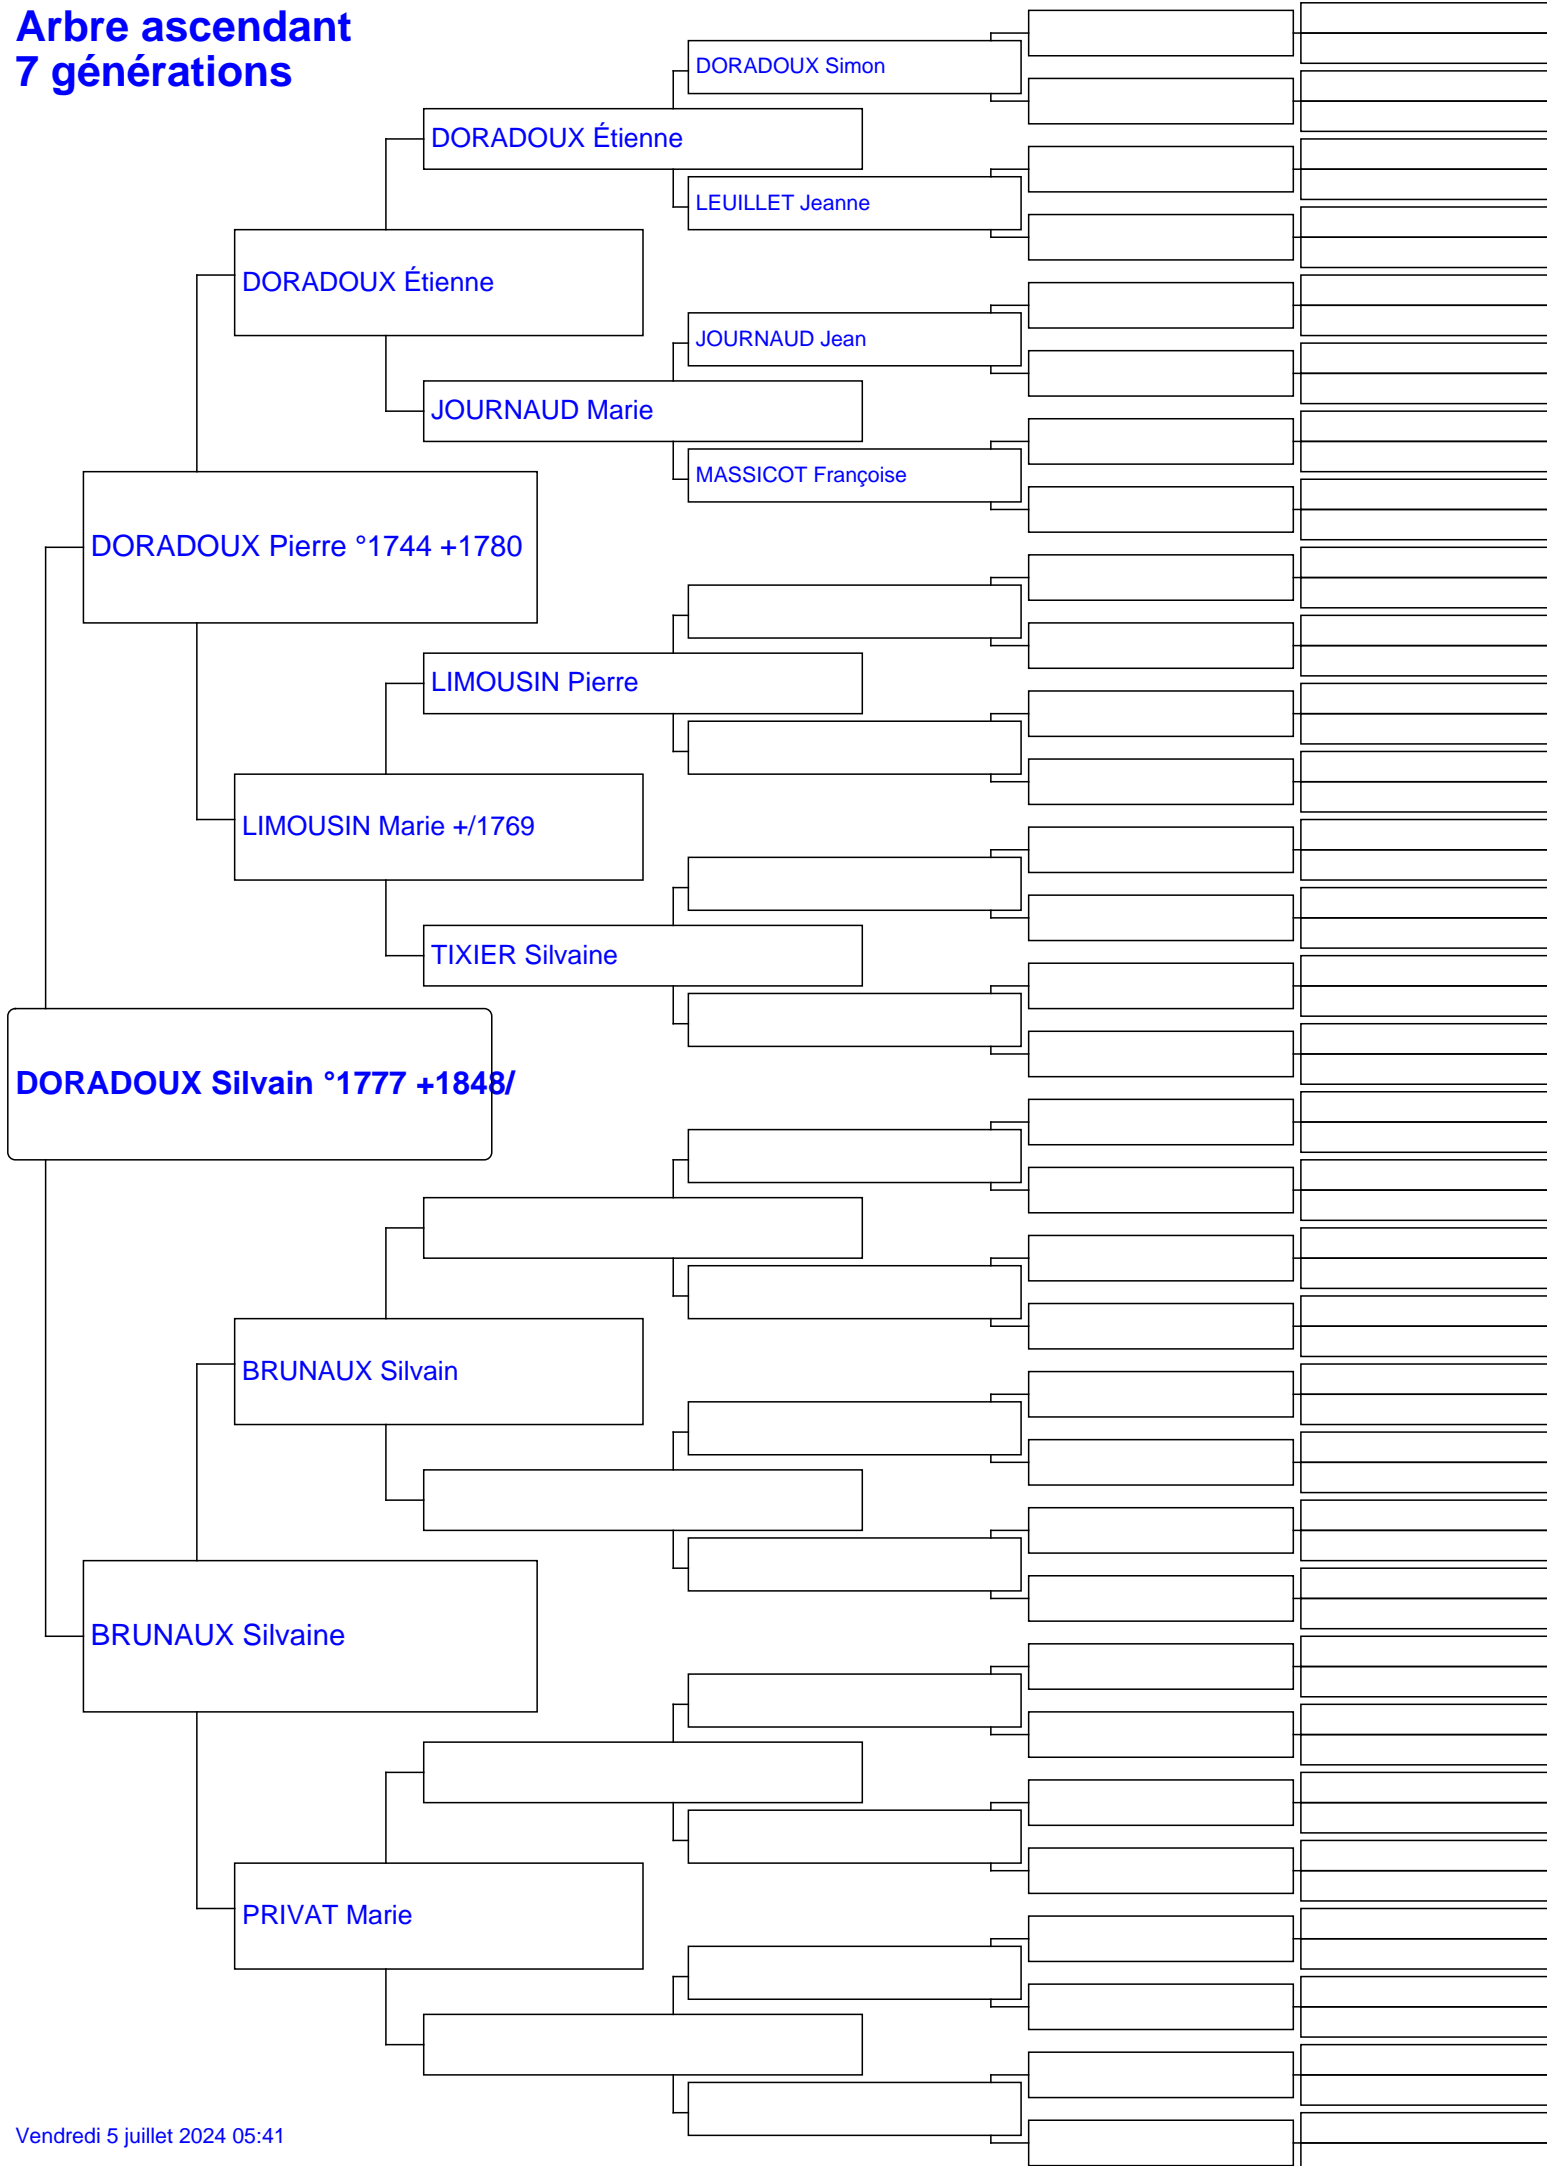 Arbre ascendant
7 générations
DORADOUX Simon
DORADOUX Étienne
LEUILLET Jeanne
DORADOUX Étienne
JOURNAUD Jean
JOURNAUD Marie
MASSICOT Françoise
DORADOUX Pierre °1744 +1780
LIMOUSIN Pierre
LIMOUSIN Marie +/1769
TIXIER Silvaine
DORADOUX Silvain °1777 +1848/
BRUNAUX Silvain
BRUNAUX Silvaine
PRIVAT Marie
Vendredi 5 juillet 2024 05:41